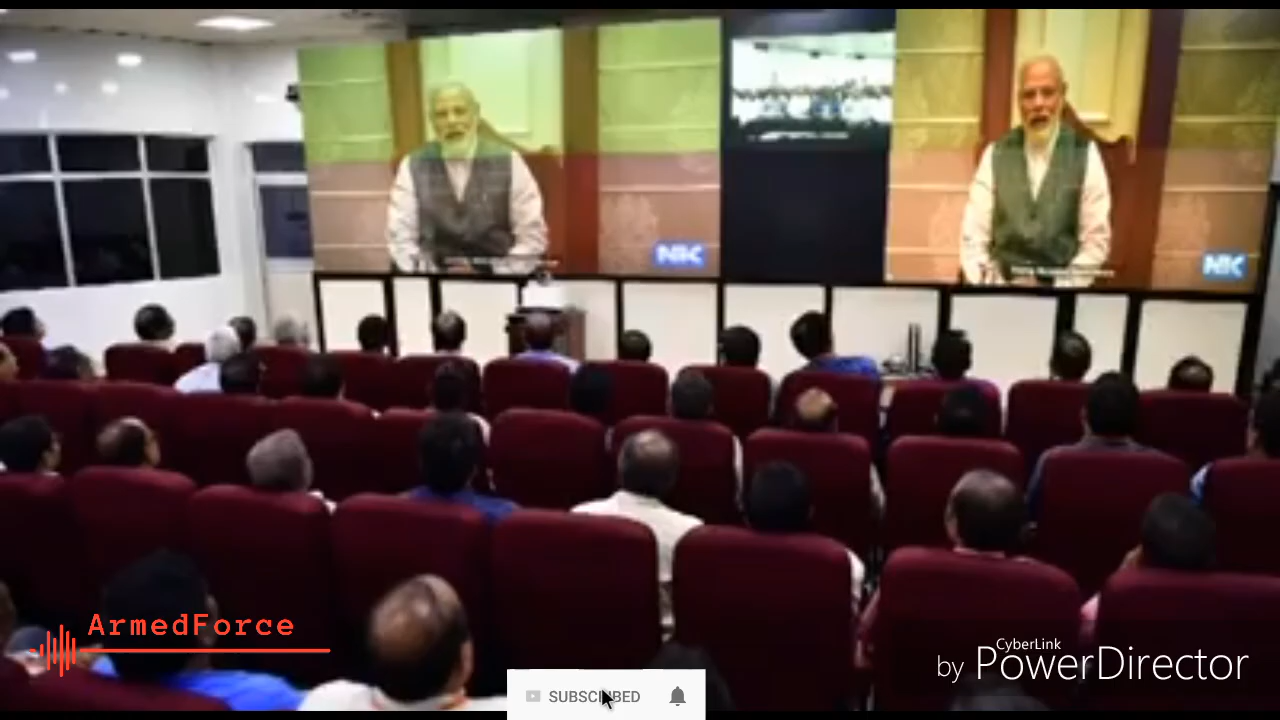 NIC
NIC
ArmedForce
CyberLink
by PowerDirector
SUBSCRIBED